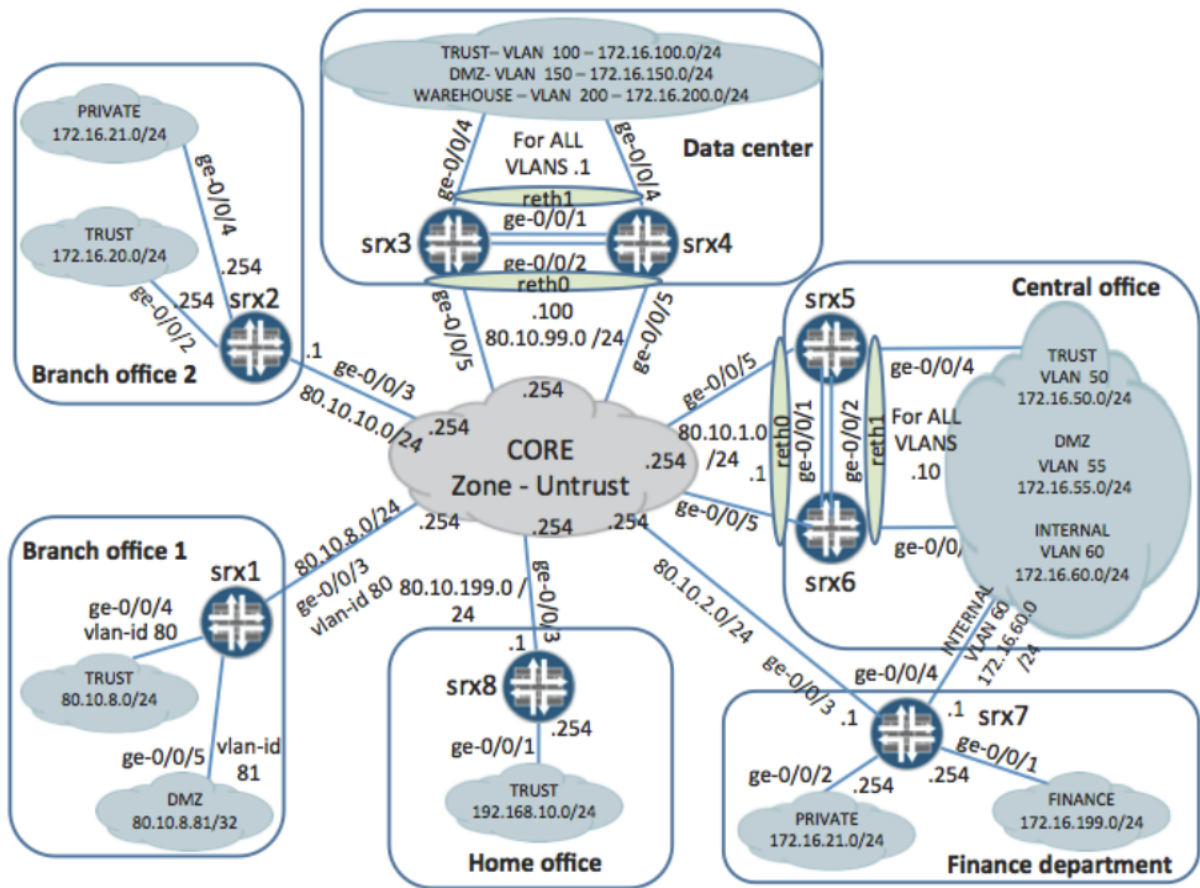 TRUST– VLAN 100 – 172.16.100.0/24
DMZ- VLAN 150 – 172.16.150.0/24
WAREHOUSE – VLAN 200 – 172.16.200.0/24
ge-0/0/4
For ALL
VLANS .1
ge-0/0/4
Data center
reth1
ge-0/0/1
srx3
srx4
ge-0/0/2
reth0
.100
80.10.99.0 /24
ge-0/0/5
ge-0/0/5
PRIVATE
172.16.21.0/24
ge-0/0/4
TRUST
172.16.20.0/24
.254
.254
srx2
ge-0/0/2
.1
Branch office 2
ge-0/0/3
80.10.10.0/24
.254
.254
CORE
Zone - Untrust
.254
.254
.254
.254
srx5
Central office
ge-0/0/5
ge-0/0/4
80.10.1.0
/24
.1
reth0
ge-0/0/1
ge-0/0/2
reth1
For ALL
VLANS
.10
TRUST
VLAN 50
172.16.50.0/24
DMZ
VLAN 55
172.16.55.0/24
INTERNAL
VLAN 60
172.16.60.0/24
ge-0/0/5
ge-0/0/
srx6
INTERNAL
VLAN 60
172.16.60.0
/24
Branch office 1
srx1
80.10.8.0/24
ge-0/0/3
vlan-id 80
ge-0/0/4
vlan-id 80
TRUST
80.10.8.0/24
ge-0/0/5
vlan-id
81
DMZ
80.10.8.81/32
80.10.199.0 /
24
ge-0/0/3
.1
srx8
.254
ge-0/0/1
TRUST
192.168.10.0/24
Home office
80.10.2.0/24
ge-0/0/3
ge-0/0/4
.1
.1
srx7
ge-0/0/2
.254
.254
ge-0/0/1
PRIVATE
172.16.21.0/24
FINANCE
172.16.199.0/24
Finance department